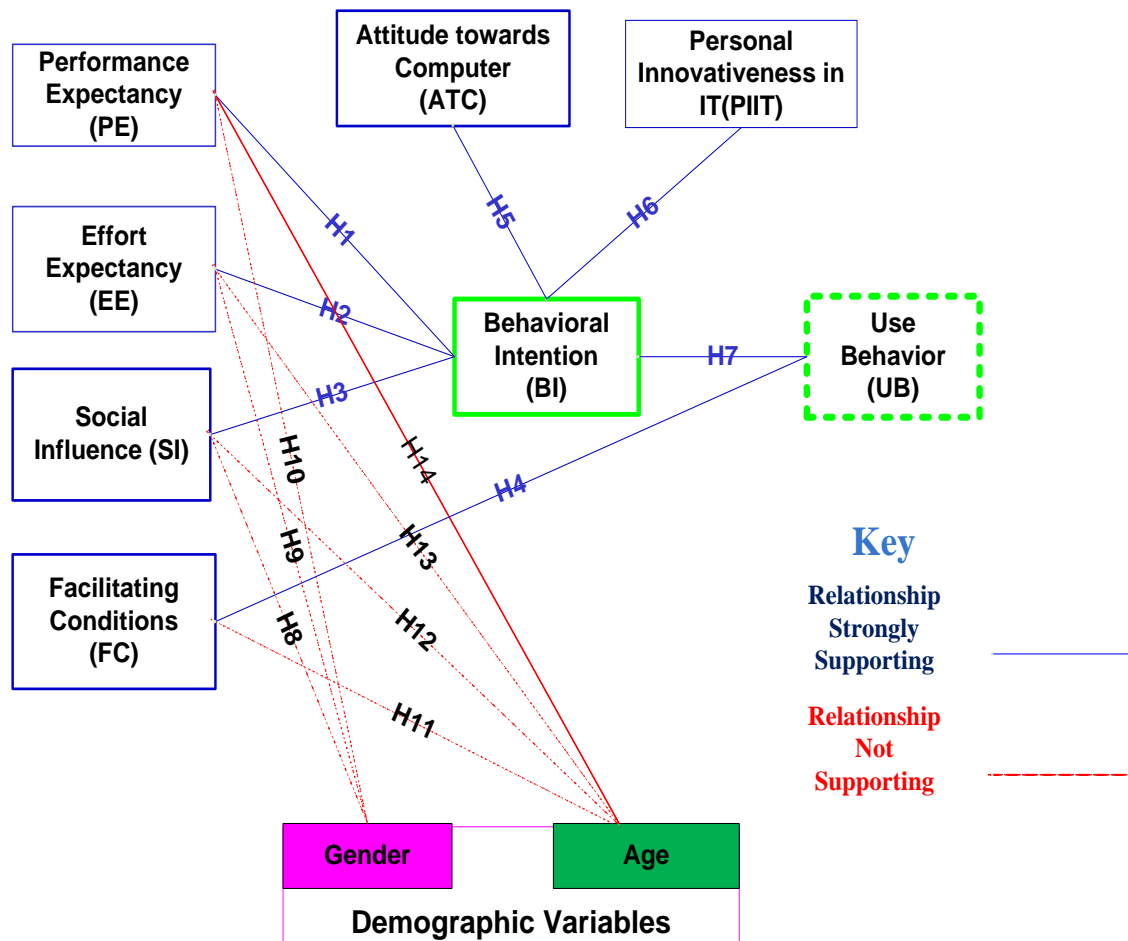 Performance
Expectancy
(PE)
Attitude towards
Computer
(ATC)
Personal
Innovativeness in
IT(PIIT)
Effort
Expectancy
(EE)
Social
Influence (SI)
Facilitating
Conditions
(FC)
Behavioral
Intention
(BI)
Use
Behavior
(UB)
H1
H2
H3
H4
H5
H6
H7
H10
H9
H8
H14
H13
H12
H11
Key
Relationship
Strongly
Supporting
Relationship
Not
Supporting
Gender
Age
Demographic Variables